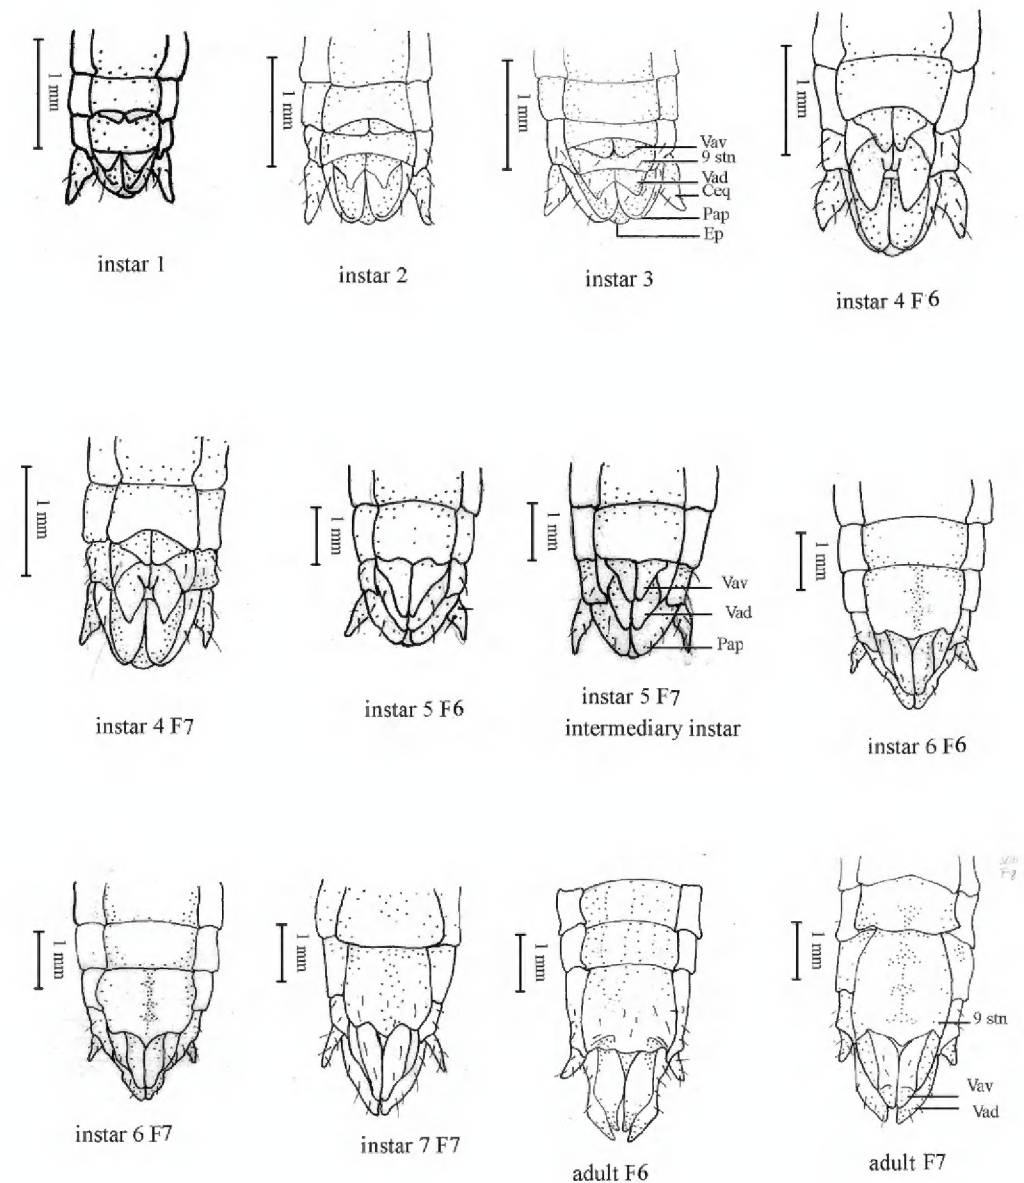 1 mm
instar 1
1 mm
instar 2
1 mm
Vav
9 stn
Vad
Ceq
Pap
Ep
instar 3
1 mm
instar 4 F 6
1 mm
instar 4 F7
1 mm
instar 5 F6
1 mm
Vav
Vad
Pap
instar 5 F7
intermediary instar
1 mm
instar 6 F6
1 mm
instar 6 F7
1 mm
instar 7 F7
1 mm
adult F6
1 mm
9 stn
Vav
Vad
adult F7